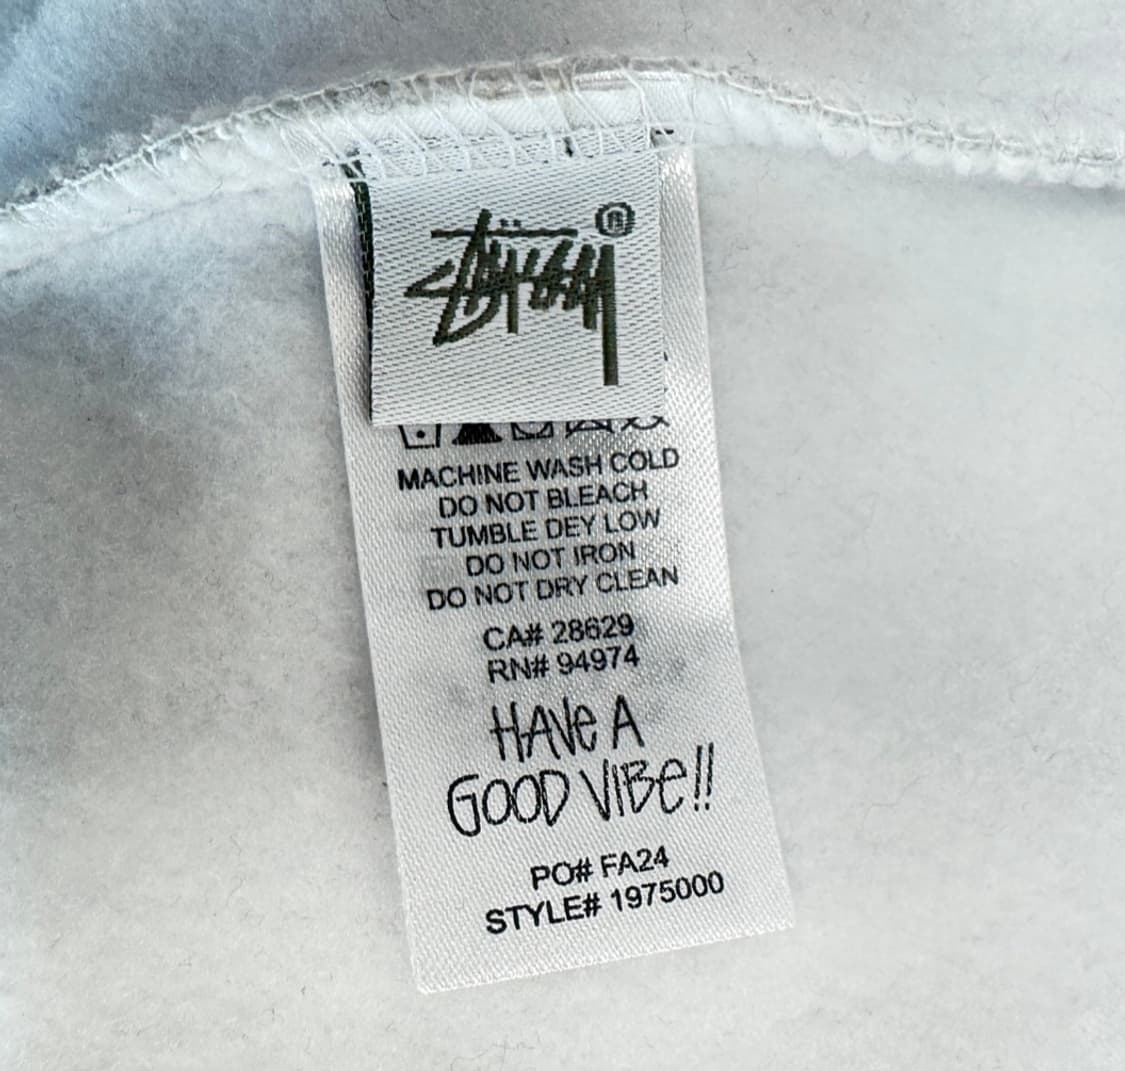 Stüssy ®
MACHINE WASH COLD
DO NOT BLEACH
TUMBLE DEY LOW
DO NOT IRON
DO NOT DRY CLEAN
CA# 28629
RN# 94974
HAVe A
GOOD VIBe!!
PO# FA24
STYLE# 1975000